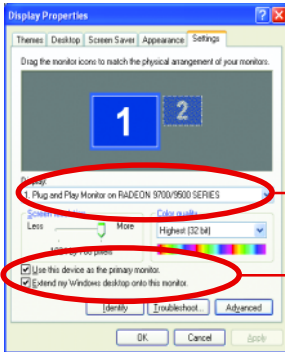 Display Properties
Themes Desktop Screen Saver Appearance Settings
Drag the monitor icons to match the physical arrangement of your monitors.
1 2
Display:
1. Plug and Play Monitor on RADEON 9700/9500 SERIES
Screen Color quality
Less More Highest (32 bit)
pixels
Use this device as the primary monitor.
Extend my Windows desktop onto this monitor.
Identify Troubleshoot... Advanced
OK Cancel Apply